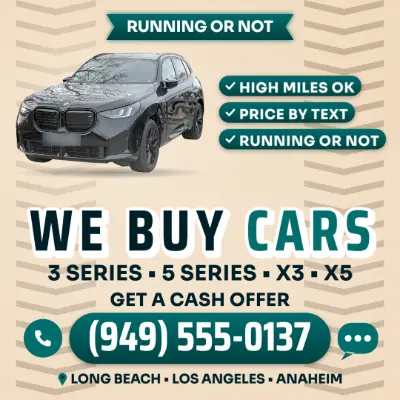 RUNNING OR NOT
HIGH MILES OK
PRICE BY TEXT
RUNNING OR NOT
WE BUY CARS
3 SERIES ▪ 5 SERIES ▪ X3 ▪ X5
GET A CASH OFFER
(949) 555-0137
LONG BEACH ▪ LOS ANGELES ▪ ANAHEIM